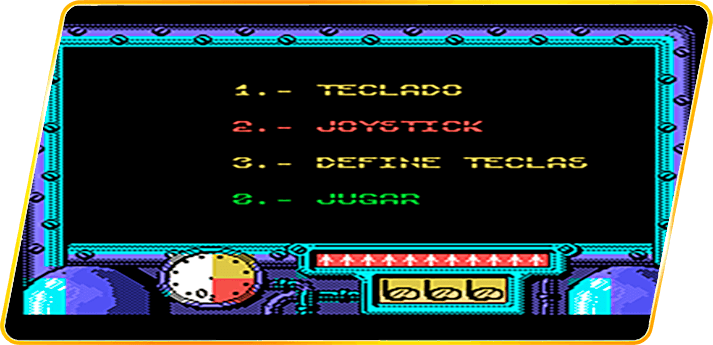 1.- TECLADO
2.- JOYSTICK
3.- DEFINE TECLAS
0.- JUGAR